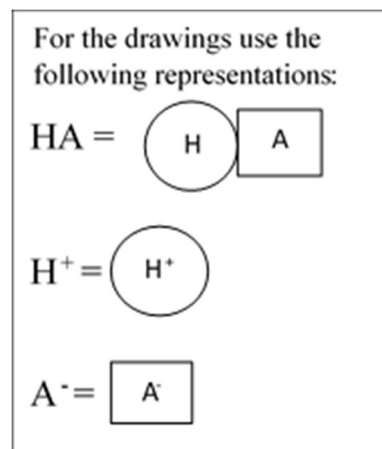 For the drawings use the
following representations:
HA = H A
H⁺ = H⁺
A⁻ = A⁻